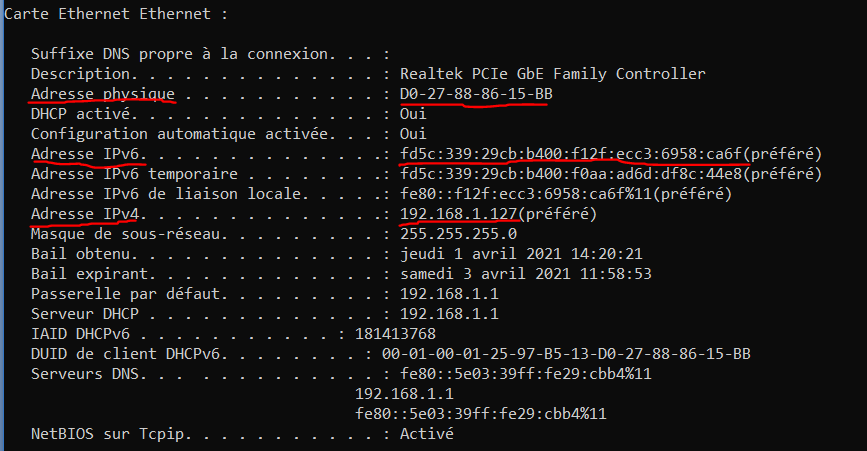 Carte Ethernet Ethernet :
Suffixe DNS propre à la connexion. . . :
Description. . . . . . . . . . . . . . : Realtek PCIe GbE Family Controller
Adresse physique . . . . . . . . . . . : D0-27-88-86-15-BB
DHCP activé. . . . . . . . . . . . . . : Oui
Configuration automatique activée. . . : Oui
Adresse IPv6. . . . . . . . . . . . . .: fd5c:339:29cb:b400:f12f:ecc3:6958:ca6f(préféré)
Adresse IPv6 temporaire . . . . . . . .: fd5c:339:29cb:b400:f0aa:ad6d:df8c:44e8(préféré)
Adresse IPv6 de liaison locale. . . . .: fe80::f12f:ecc3:6958:ca6f%11(préféré)
Adresse IPv4. . . . . . . . . . . . . .: 192.168.1.127(préféré)
Masque de sous-réseau. . . . . . . . . : 255.255.255.0
Bail obtenu. . . . . . . . . . . . . . : jeudi 1 avril 2021 14:20:21
Bail expirant. . . . . . . . . . . . . : samedi 3 avril 2021 11:58:53
Passerelle par défaut. . . . . . . . . : 192.168.1.1
Serveur DHCP . . . . . . . . . . . . . : 192.168.1.1
IAID DHCPv6 . . . . . . . . . . . : 181413768
DUID de client DHCPv6. . . . . . . . : 00-01-00-01-25-97-B5-13-D0-27-88-86-15-BB
Serveurs DNS. . . . . . . . . . . . . : fe80::5e03:39ff:fe29:cbb4%11
192.168.1.1
fe80::5e03:39ff:fe29:cbb4%11
NetBIOS sur Tcpip. . . . . . . . . . . : Activé